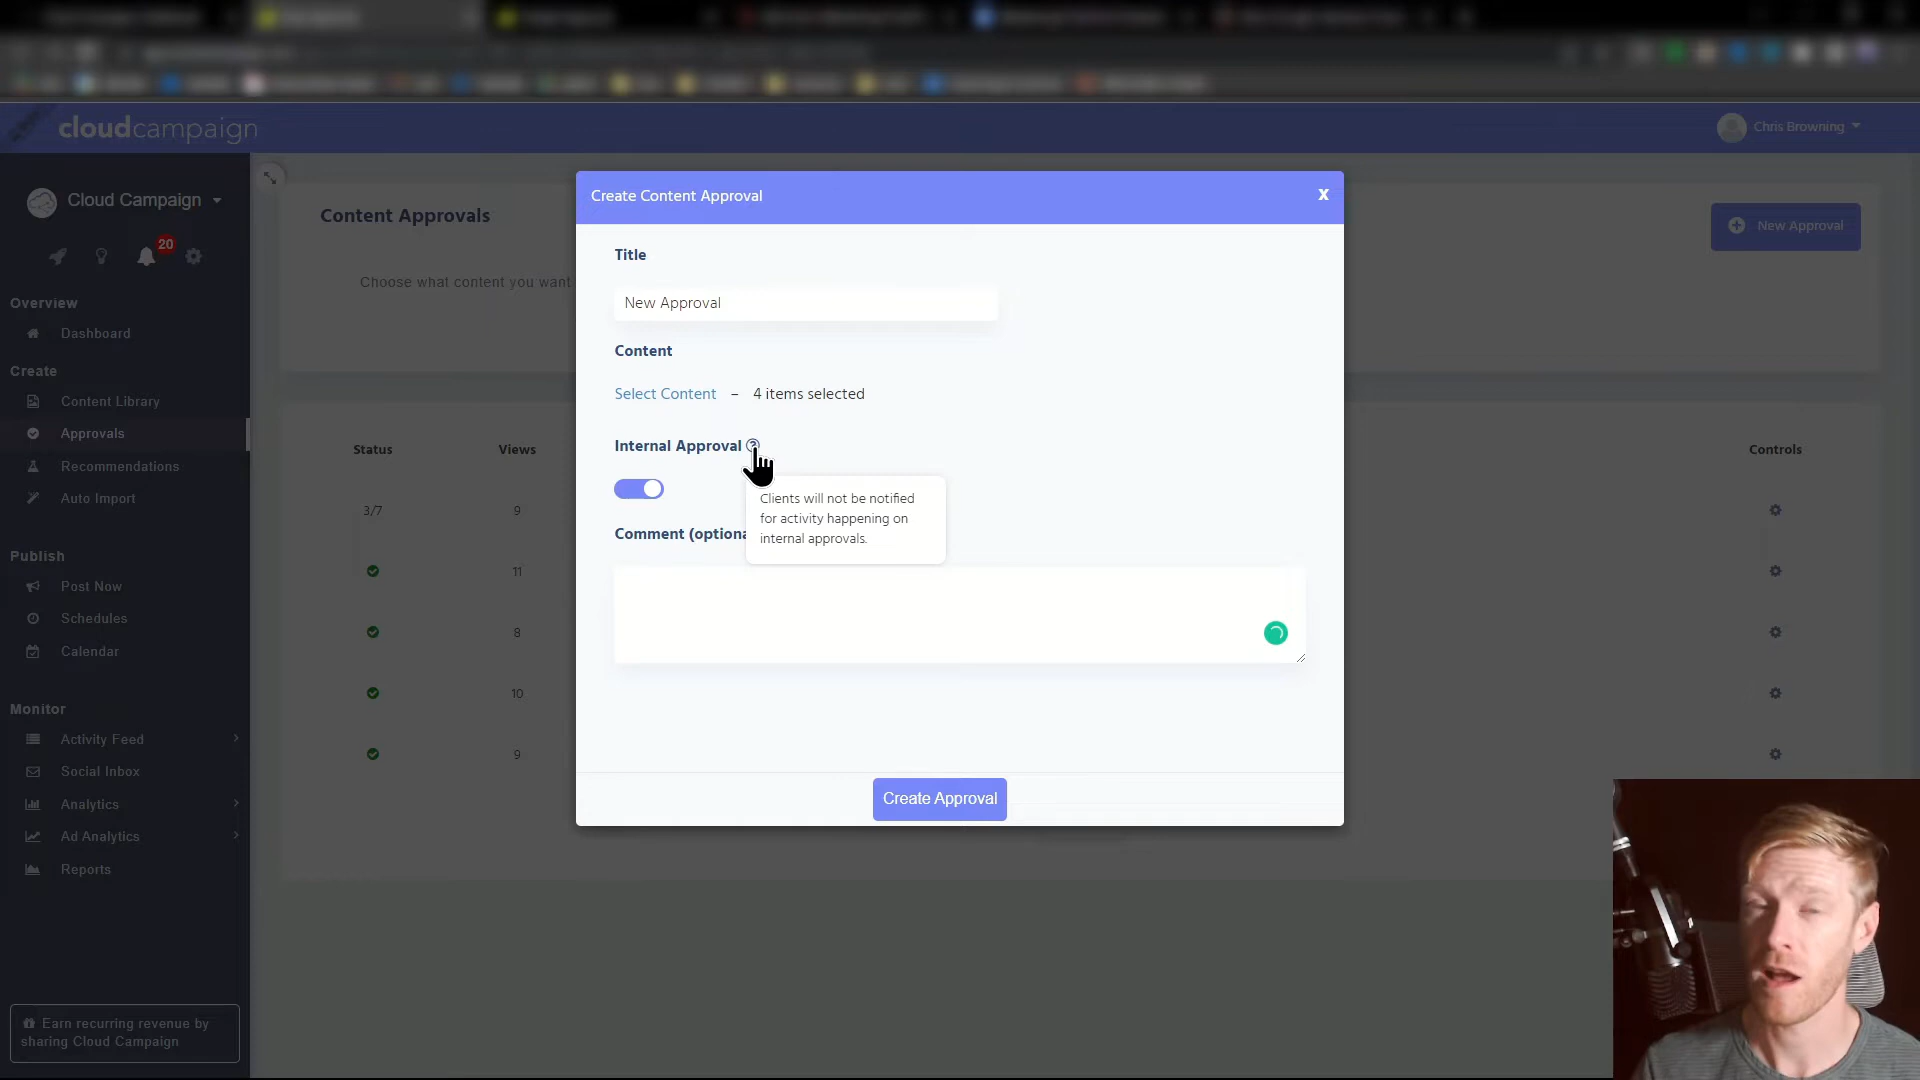 cloudcampaign
Chris Browning
Cloud Campaign
20
Overview
Dashboard
Create
Content Library
Approvals
Recommendations
Auto Import
Publish
Post Now
Schedules
Calendar
Monitor
Activity Feed
Social Inbox
Analytics
Ad Analytics
Reports
Earn recurring revenue by
sharing Cloud Campaign
Content Approvals
New Approval
Choose what content you want
Status
Views
Controls
3/7
9
11
8
10
9
Create Content Approval
X
Title
New Approval
Content
Select Content – 4 items selected
Internal Approval
Clients will not be notified
for activity happening on
internal approvals.
Comment
Create Approval